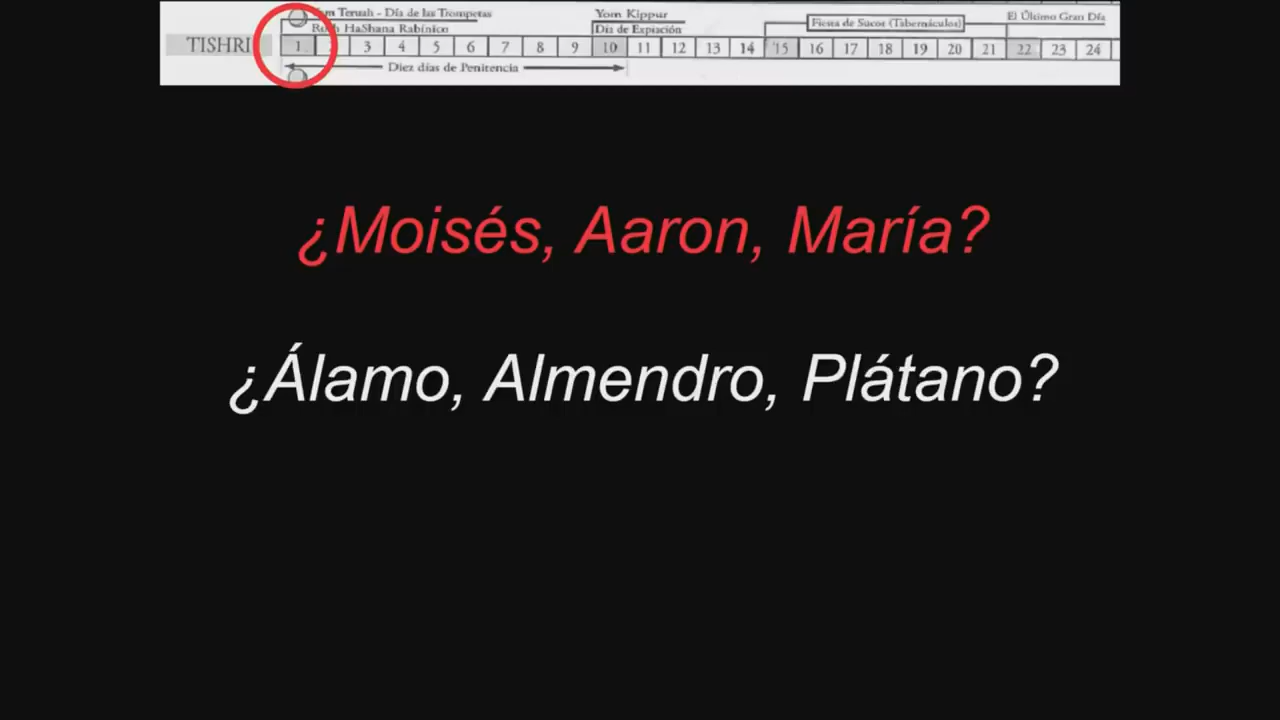 Yom Teruah - Día de las Trompetas
Yom Kippur
El Último Gran Día
Rosh HaShana Rabínico
Día de Expiación
Fiesta de Sucot (Tabernáculos)
TISHRI 1 2 3 4 5 6 7 8 9 10 11 12 13 14 15 16 17 18 19 20 21 22 23 24
Diez días de Penitencia
¿Moisés, Aaron, María?
¿Álamo, Almendro, Plátano?